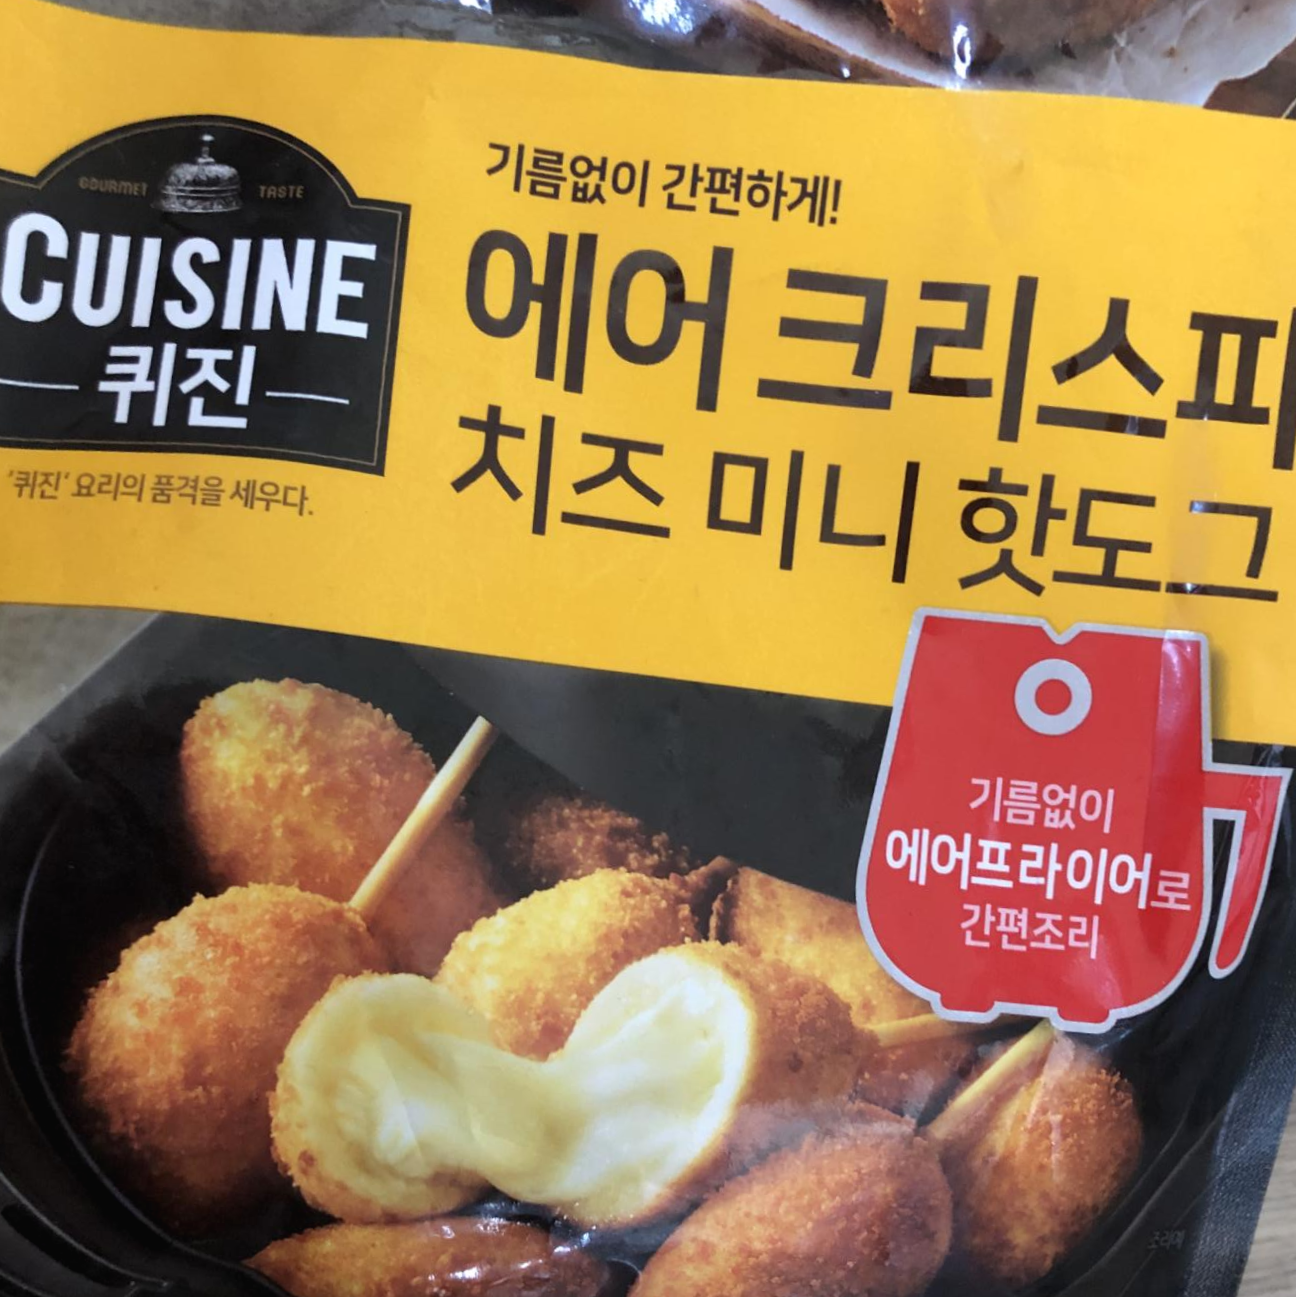 GOURMET TASTE
CUISINE
퀴진
'퀴진' 요리의 품격을 세우다.
기름없이 간편하게!
에어 크리스피
치즈 미니 핫도그
기름없이
에어프라이어로
간편조리